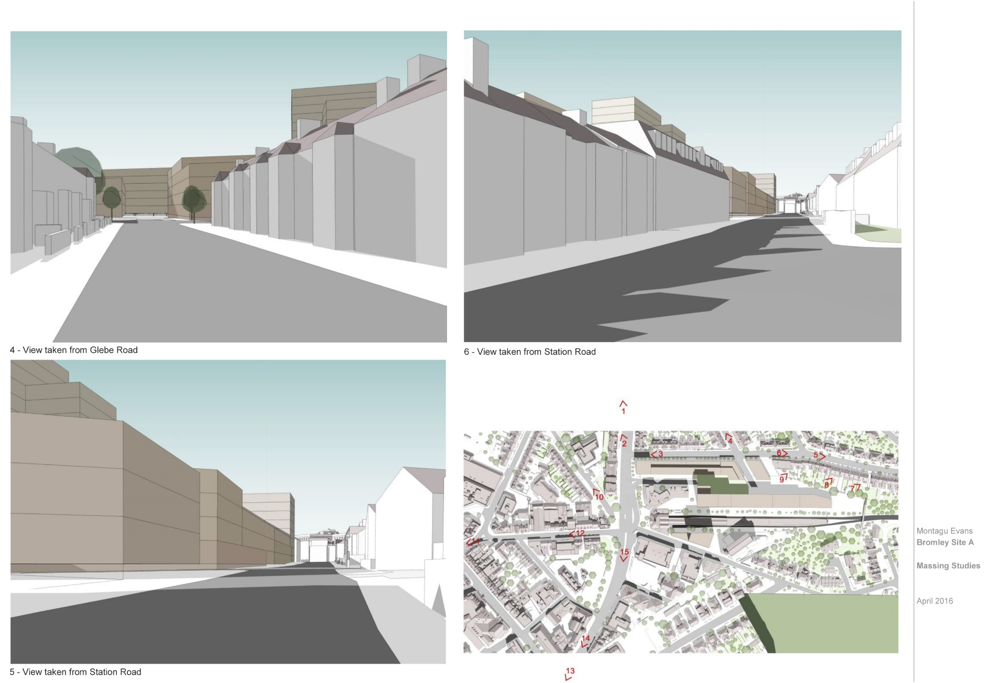 4 - View taken from Glebe Road
6 - View taken from Station Road
5 - View taken from Station Road
1
2
3
4
6
5
9
8
7
10
11
12
15
14
13
Montagu Evans
Bromley Site A
Massing Studies
April 2016